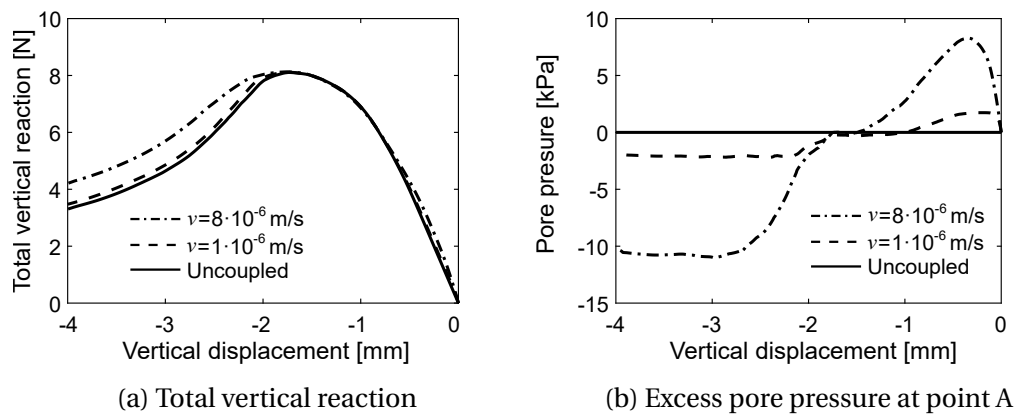 10
8
6
4
2
0
Total vertical reaction [N]
v=8·10-6 m/s
v=1·10-6 m/s
Uncoupled
-4 -3 -2 -1 0
Vertical displacement [mm]
(a) Total vertical reaction
10
5
0
-5
-10
-15
Pore presure [kPa]
v=8·10-6 m/s
v=1·10-6 m/s
Uncoupled
-4 -3 -2 -1 0
Vertical displacement [mm]
(b) Excess pore pressure at point A